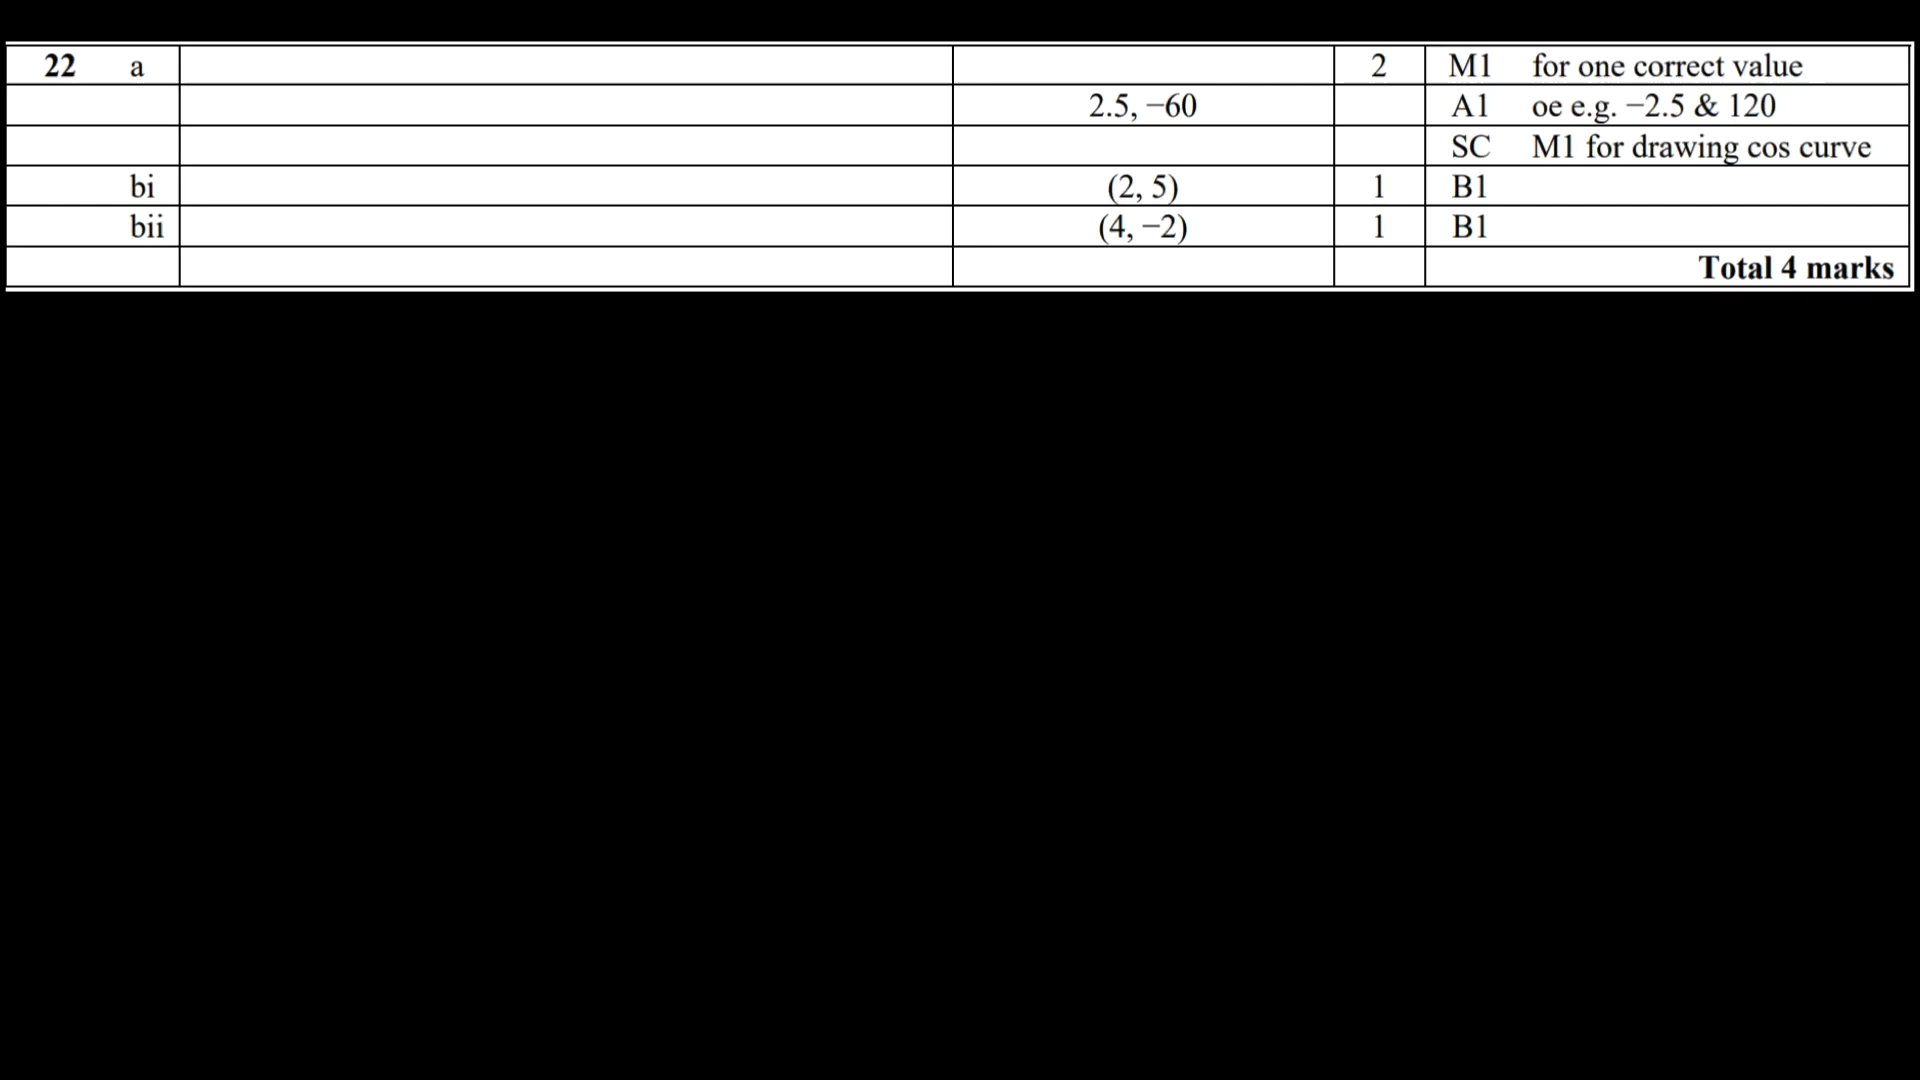 22 a 2 M1 for one correct value
2.5, −60 A1 oe e.g. −2.5 & 120
SC M1 for drawing cos curve
bi (2, 5) 1 B1
bii (4, −2) 1 B1
Total 4 marks